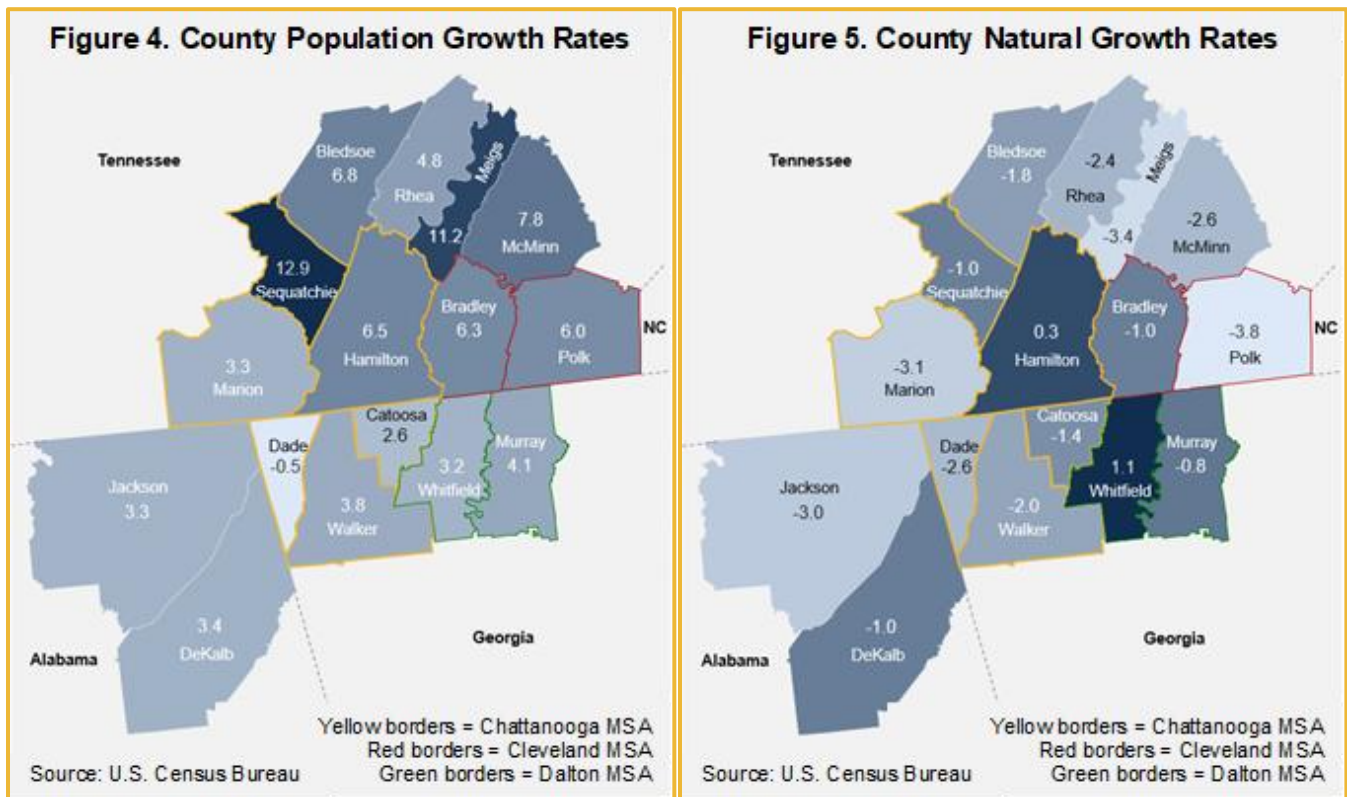 Figure 4. County Population Growth Rates
Tennessee
Bledsoe
6.8
4.8
Rhea
Meigs
11.2
7.8
McMinn
12.9
Sequatchie
6.5
Hamilton
Bradley
6.3
6.0
Polk
NC
3.3
Marion
Catoosa
2.6
Dade
-0.5
3.2
Whitfield
Murray
4.1
Jackson
3.3
3.8
Walker
3.4
DeKalb
Alabama
Georgia
Yellow borders = Chattanooga MSA
Red borders = Cleveland MSA
Source: U.S. Census Bureau
Green borders = Dalton MSA
Figure 5. County Natural Growth Rates
Tennessee
Bledsoe
-1.8
-2.4
Rhea
Meigs
-3.4
-2.6
McMinn
-1.0
Sequatchie
0.3
Hamilton
Bradley
-1.0
-3.8
Polk
NC
-3.1
Marion
Catoosa
-1.4
Dade
-2.6
1.1
Whitfield
Murray
-0.8
Jackson
-3.0
-2.0
Walker
-1.0
DeKalb
Alabama
Georgia
Yellow borders = Chattanooga MSA
Red borders = Cleveland MSA
Source: U.S. Census Bureau
Green borders = Dalton MSA